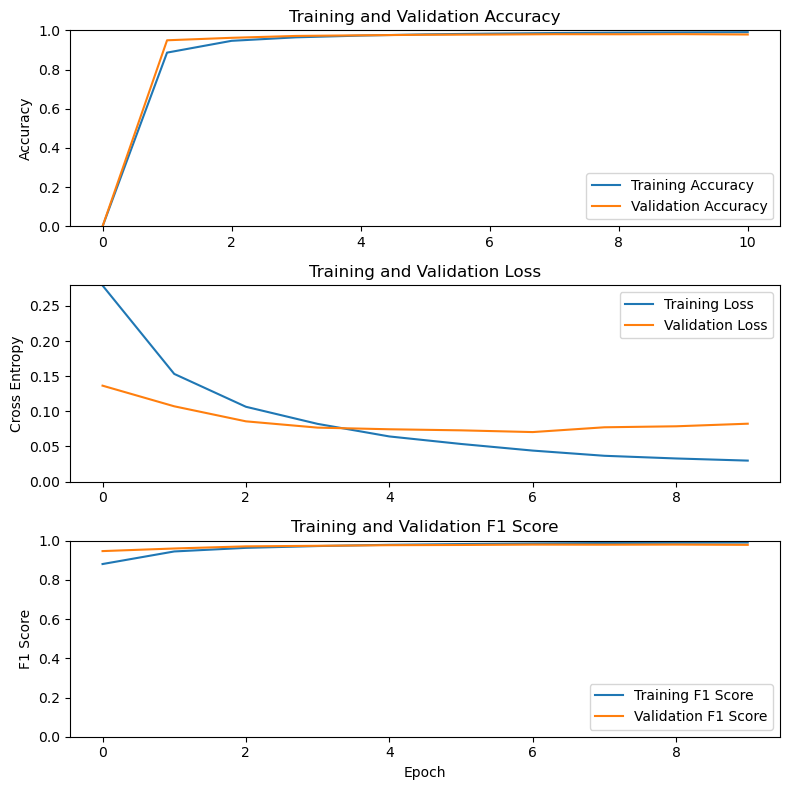 Training and Validation Accuracy
1.0
0.8
0.6
0.4
0.2
0.0
Accuracy
Training Accuracy
Validation Accuracy
0 2 4 6 8 10
Training and Validation Loss
0.25
0.20
0.15
0.10
0.05
0.00
Cross Entropy
Training Loss
Validation Loss
0 2 4 6 8
Training and Validation F1 Score
1.0
0.8
0.6
0.4
0.2
0.0
F1 Score
Training F1 Score
Validation F1 Score
0 2 4 6 8
Epoch